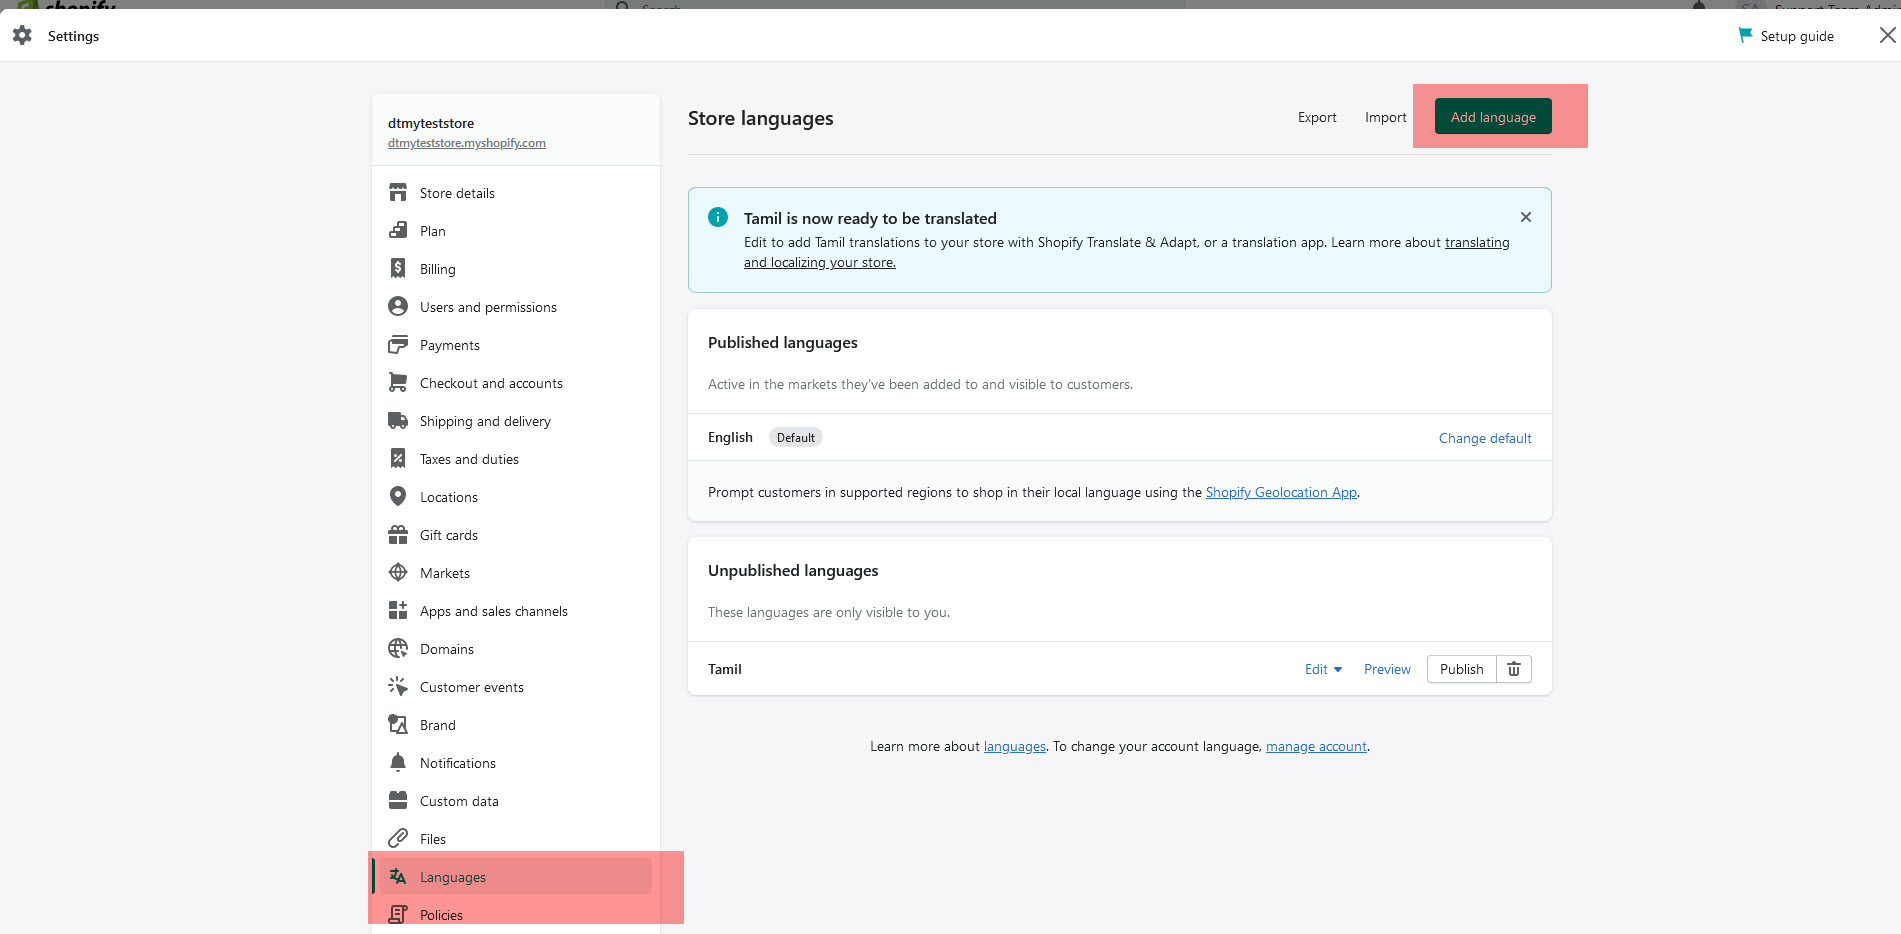 shopify
Search
Support Team Admin
Settings
Setup guide
dtmyteststore
dtmyteststore.myshopify.com
Store details
Plan
Billing
Users and permissions
Payments
Checkout and accounts
Shipping and delivery
Taxes and duties
Locations
Gift cards
Markets
Apps and sales channels
Domains
Customer events
Brand
Notifications
Custom data
Files
Languages
Policies
Store languages
Export
Import
Add language
Tamil is now ready to be translated
Edit to add Tamil translations to your store with Shopify Translate & Adapt, or a translation app. Learn more about translating
and localizing your store.
Published languages
Active in the markets they've been added to and visible to customers.
English Default Change default
Prompt customers in supported regions to shop in their local language using the Shopify Geolocation App.
Unpublished languages
These languages are only visible to you.
Tamil Edit Preview Publish
Learn more about languages. To change your account language, manage account.